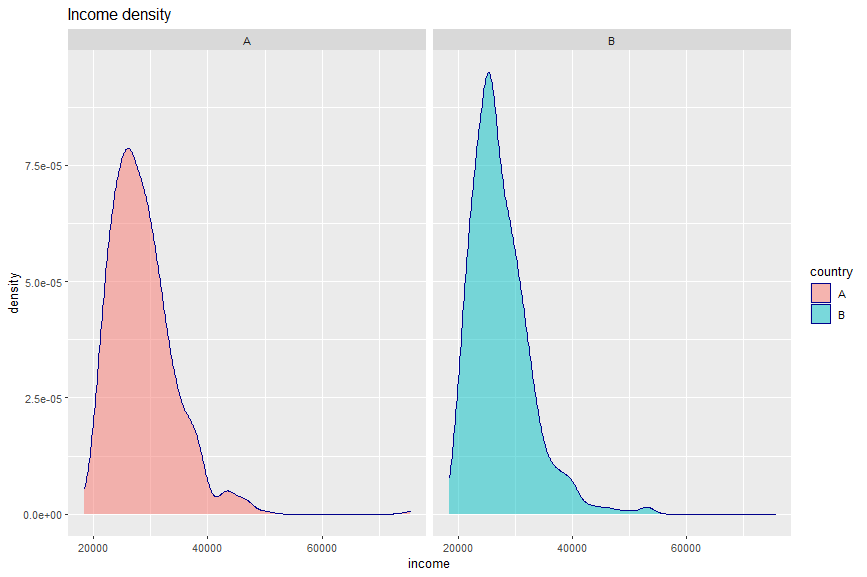 Income density
A
B
density
7.5e-05
5.0e-05
2.5e-05
0.0e+00
20000
40000
60000
20000
40000
60000
income
country
A
B